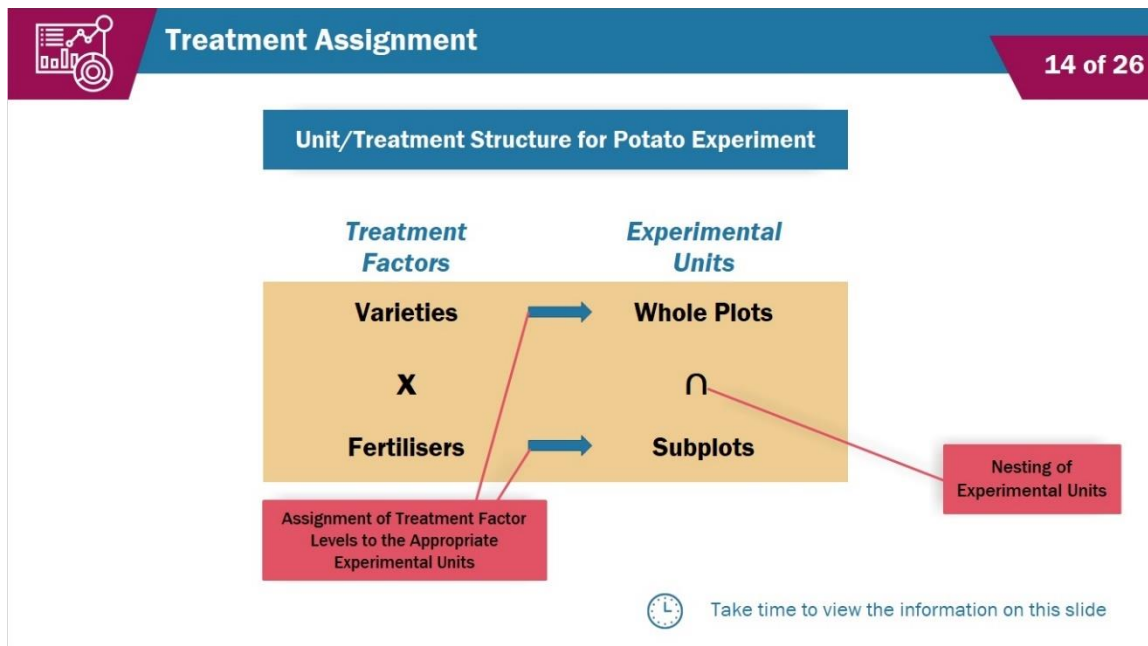 Treatment Assignment
14 of 26
Unit/Treatment Structure for Potato Experiment
Treatment
Factors
Experimental
Units
Varieties
Whole Plots
X
∩
Fertilisers
Subplots
Nesting of
Experimental Units
Assignment of Treatment Factor
Levels to the Appropriate
Experimental Units
Take time to view the information on this slide